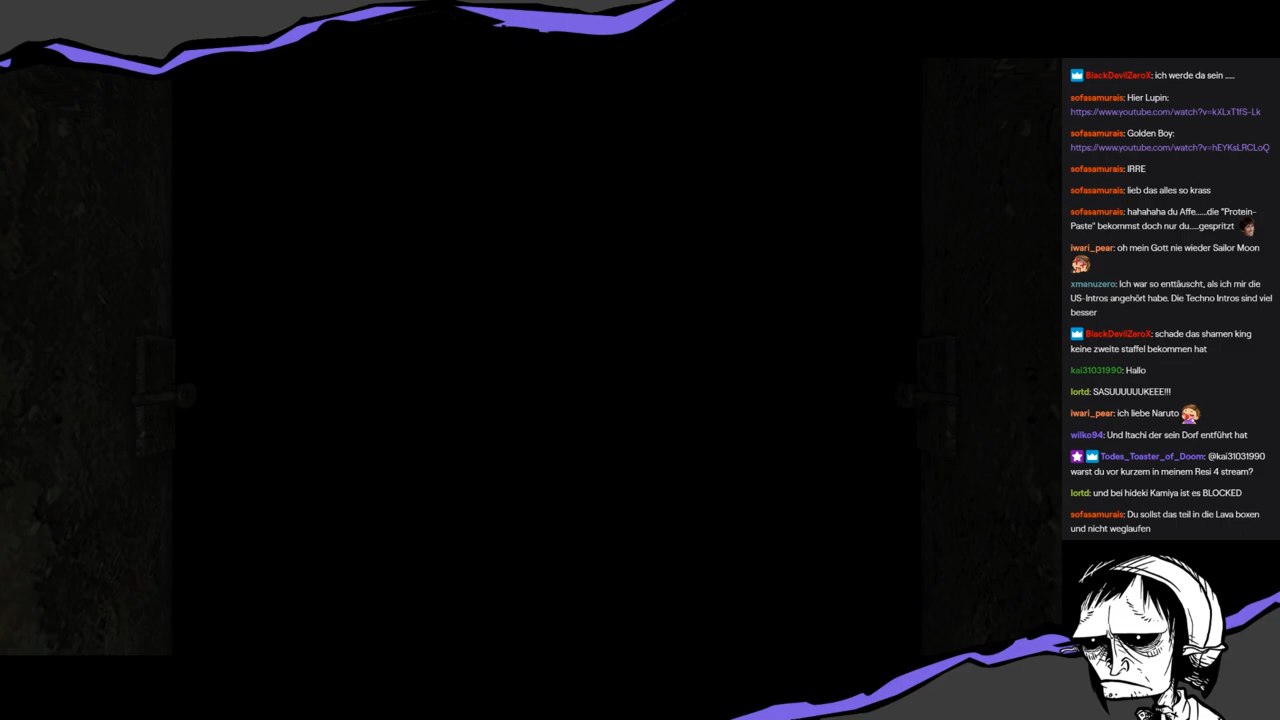 BlackDevilZeroX: ich werde da sein .....
sofasamurais: Hier Lupin:
https://www.youtube.com/watch?v=kXLxT1fS-Lk
sofasamurais: Golden Boy:
https://www.youtube.com/watch?v=hEYKsLRCLoQ
sofasamurais: IRRE
sofasamurais: lieb das alles so krass
sofasamurais: hahahaha du Affe......die "Protein-
Paste" bekommst doch nur du.....gespritzt
iwari_pear: oh mein Gott nie wieder Sailor Moon
xmanuzero: Ich war so enttäuscht, als ich mir die
US-Intros angehört habe. Die Techno Intros sind viel
besser
BlackDevilZeroX: schade das shamen king
keine zweite staffel bekommen hat
kai31031990: Hallo
lortd: SASUUUUUUKEEE!!!
iwari_pear: ich liebe Naruto
wilko94: Und Itachi der sein Dorf entführt hat
Todes_Toaster_of_Doom: @kai31031990
warst du vor kurzem in meinem Resi 4 stream?
lortd: und bei hideki Kamiya ist es BLOCKED
sofasamurais: Du sollst das teil in die Lava boxen
und nicht weglaufen